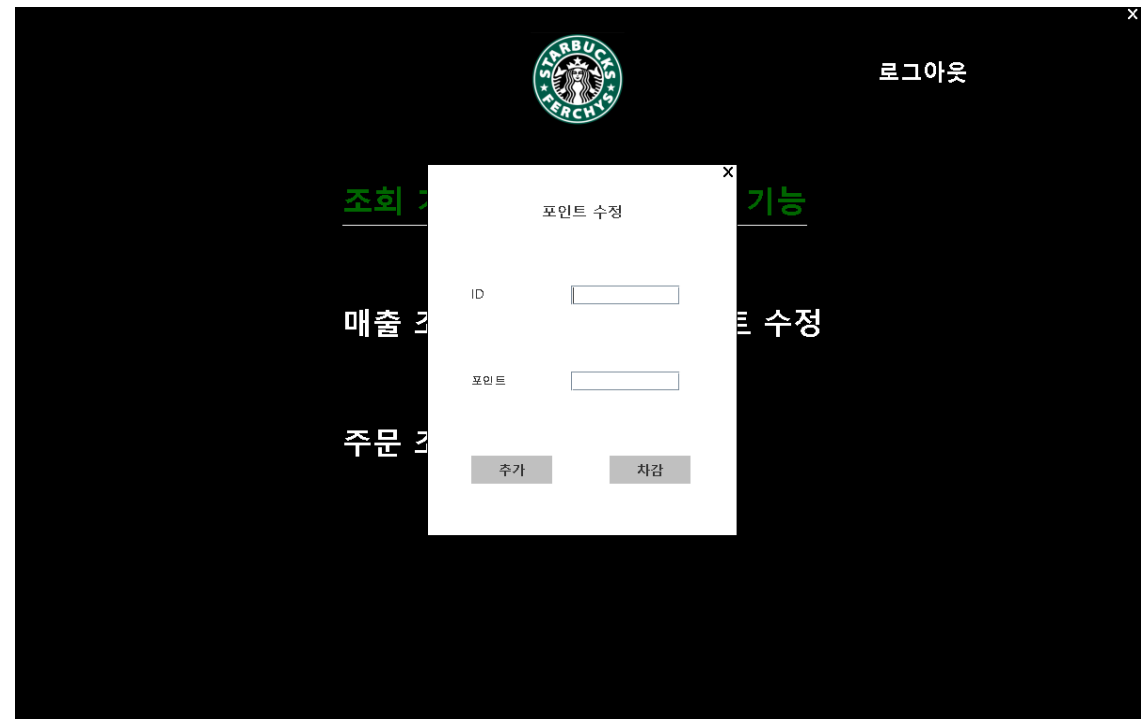 X
STARBUCKS
FERCHYS
로그아웃
조회
기능
X
포인트 수정
ID
매출
수정
포인트
주문
추가
차감